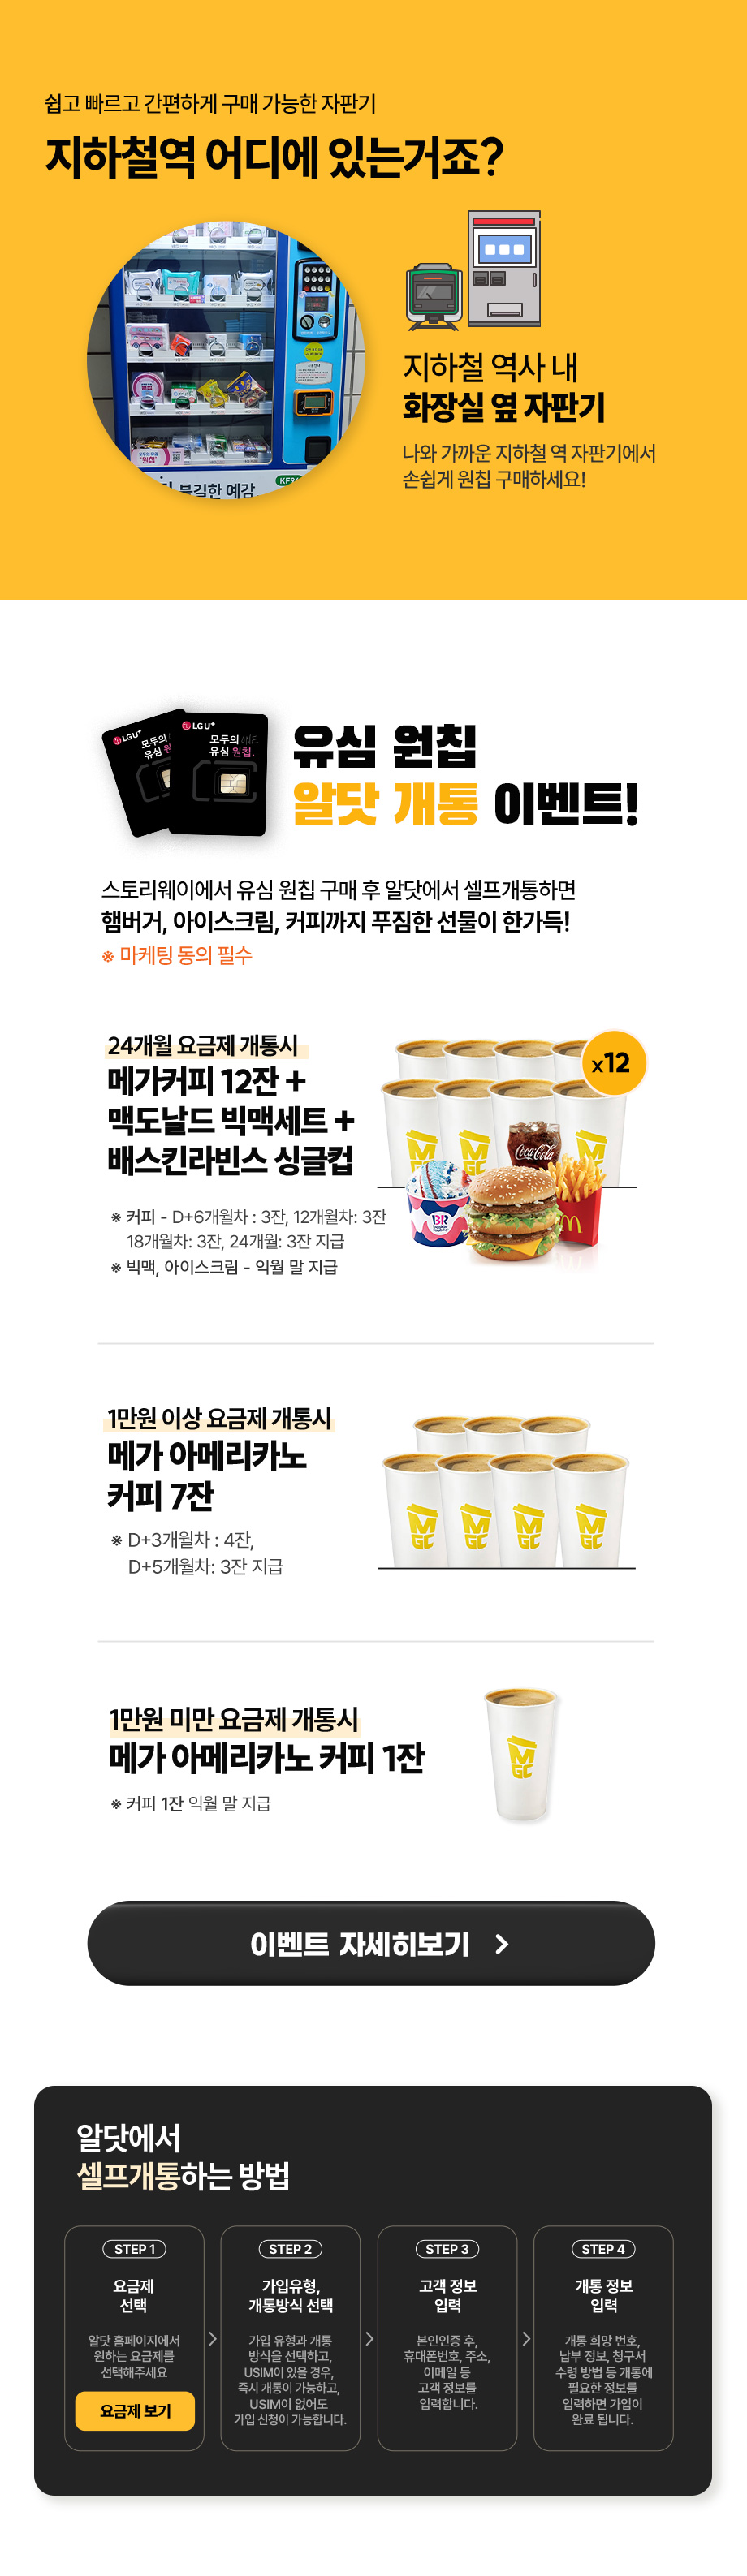 쉽고 빠르고 간편하게 구매 가능한 자판기
지하철역 어디에 있는거죠?
불길한 예감
지하철 역사 내
화장실 옆 자판기
나와 가까운 지하철 역 자판기에서
손쉽게 원칩 구매하세요!
LGU+
모두의
유심 원
LGU+
모두의 ONE
유심 원칩.
유심 원칩
알닷 개통 이벤트!
스토리웨이에서 유심 원칩 구매 후 알닷에서 셀프개통하면
햄버거, 아이스크림, 커피까지 푸짐한 선물이 한가득!
※ 마케팅 동의 필수
24개월 요금제 개통시
메가커피 12잔 +
맥도날드 빅맥세트 +
배스킨라빈스 싱글컵
※ 커피 - D+6개월차 : 3잔, 12개월차: 3잔
18개월차: 3잔, 24개월: 3잔 지급
※ 빅맥, 아이스크림 - 익월 말 지급
x12
MGC
MGC
MGC
Coca-Cola
BR
1만원 이상 요금제 개통시
메가 아메리카노
커피 7잔
※ D+3개월차 : 4잔,
D+5개월차: 3잔 지급
MGC
MGC
MGC
MGC
1만원 미만 요금제 개통시
메가 아메리카노 커피 1잔
※ 커피 1잔 익월 말 지급
MGC
이벤트 자세히보기 >
알닷에서
셀프개통하는 방법
STEP 1
요금제
선택
알닷 홈페이지에서
원하는 요금제를
선택해주세요
요금제 보기
STEP 2
가입유형,
개통방식 선택
가입 유형과 개통
방식을 선택하고,
USIM이 있을 경우,
즉시 개통이 가능하고,
USIM이 없어도
가입 신청이 가능합니다.
STEP 3
고객 정보
입력
본인인증 후,
휴대폰번호, 주소,
이메일 등
고객 정보를
입력합니다.
STEP 4
개통 정보
입력
개통 희망 번호,
납부 정보, 청구서
수령 방법 등 개통에
필요한 정보를
입력하면 가입이
완료 됩니다.